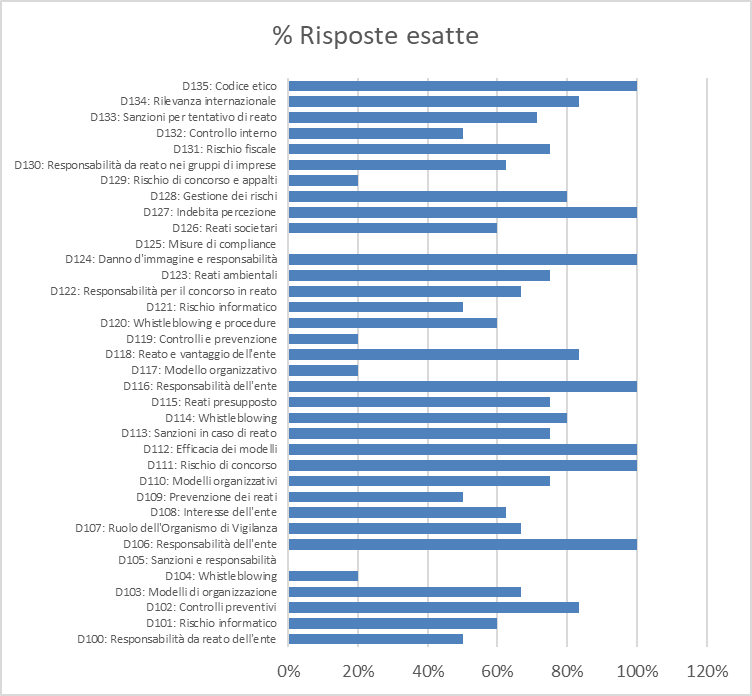 % Risposte esatte
D135: Codice etico
D134: Rilevanza internazionale
D133: Sanzioni per tentativo di reato
D132: Controllo interno
D131: Rischio fiscale
D130: Responsabilità da reato nei gruppi di imprese
D129: Rischio di concorso e appalti
D128: Gestione dei rischi
D127: Indebita percezione
D126: Reati societari
D125: Misure di compliance
D124: Danno d'immagine e responsabilità
D123: Reati ambientali
D122: Responsabilità per il concorso in reato
D121: Rischio informatico
D120: Whistleblowing e procedure
D119: Controlli e prevenzione
D118: Reato e vantaggio dell'ente
D117: Modello organizzativo
D116: Responsabilità dell'ente
D115: Reati presupposto
D114: Whistleblowing
D113: Sanzioni in caso di reato
D112: Efficacia dei modelli
D111: Rischio di concorso
D110: Modelli organizzativi
D109: Prevenzione dei reati
D108: Interesse dell'ente
D107: Ruolo dell'Organismo di Vigilanza
D106: Responsabilità dell'ente
D105: Sanzioni e responsabilità
D104: Whistleblowing
D103: Modelli di organizzazione
D102: Controlli preventivi
D101: Rischio informatico
D100: Responsabilità da reato dell'ente
0% 20% 40% 60% 80% 100% 120%